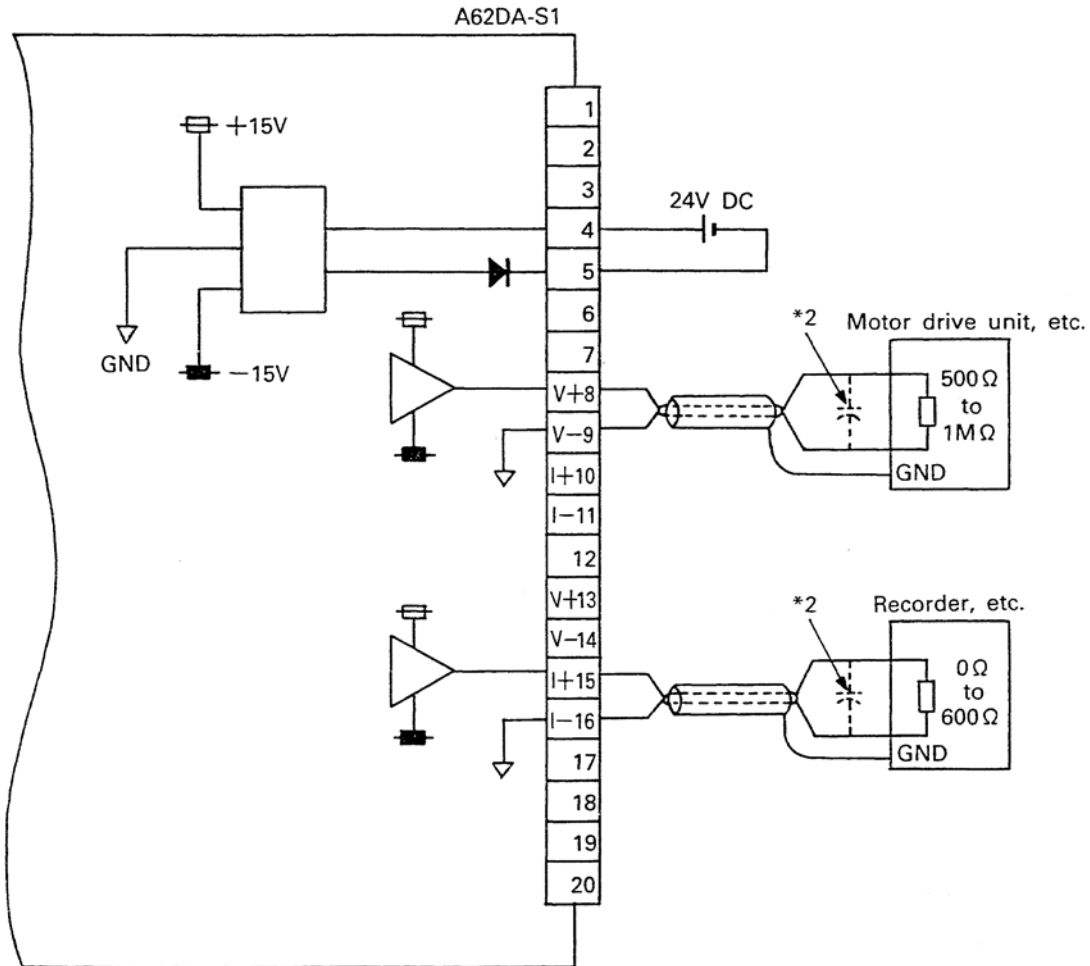 A62DA-S1
1
+15V
2
3
24V DC
4
5
6
*2 Motor drive unit, etc.
7
GND
−15V
V+8
500Ω
to
1MΩ
V−9
I+10
GND
I−11
12
V+13
*2 Recorder, etc.
V−14
I+15
0Ω
to
600Ω
I−16
GND
17
18
19
20